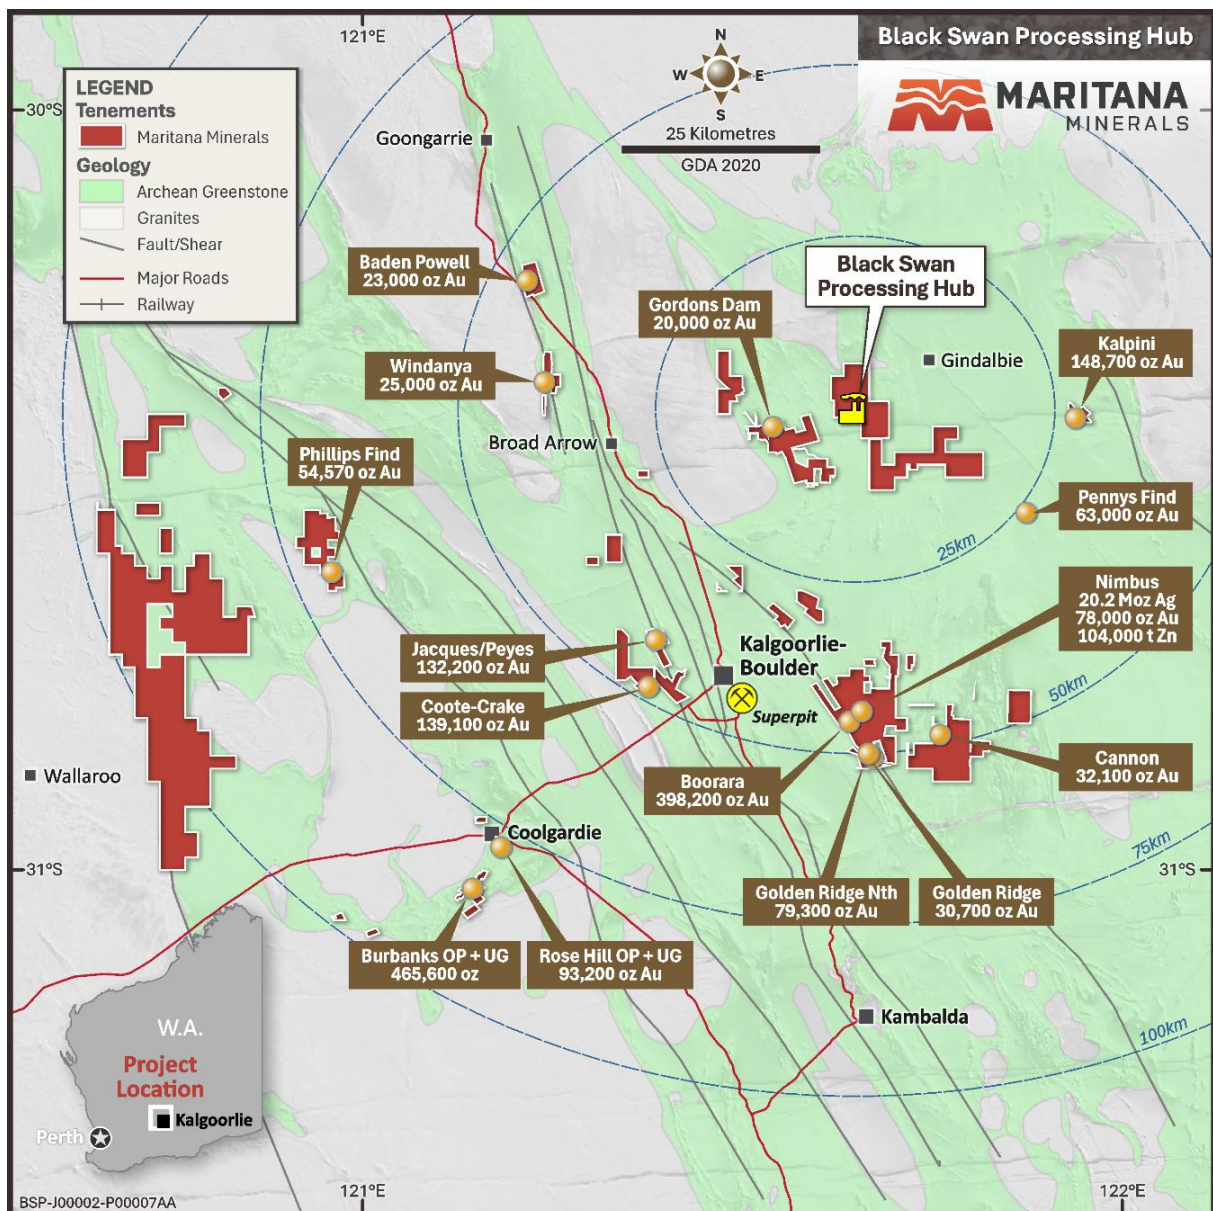 Black Swan Processing Hub
MARITANA
MINERALS
121°E
N
W
E
S
25 Kilometres
GDA 2020
30°S
30°S
LEGEND
Tenements
Maritana Minerals
Geology
Archean Greenstone
Granites
Fault/Shear
Major Roads
Railway
Goongarrie
Baden Powell
23,000 oz Au
Black Swan
Processing Hub
Gordons Dam
20,000 oz Au
Gindalbie
Kalpini
148,700 oz Au
Windanya
25,000 oz Au
Broad Arrow
Phillips Find
54,570 oz Au
Pennys Find
63,000 oz Au
25km
Nimbus
20.2 Moz Ag
78,000 oz Au
104,000 t Zn
Jacques/Peyes
132,200 oz Au
Kalgoorlie-
Boulder
Coote-Crake
139,100 oz Au
Superpit
50km
Wallaroo
Boorara
398,200 oz Au
Cannon
32,100 oz Au
Coolgardie
75km
31°S
31°S
Golden Ridge Nth
79,300 oz Au
Golden Ridge
30,700 oz Au
Burbanks OP + UG
465,600 oz
Rose Hill OP + UG
93,200 oz Au
Kambalda
100km
W.A.
Project
Location
Kalgoorlie
Perth
121°E
122°E
BSP-J00002-P00007AA